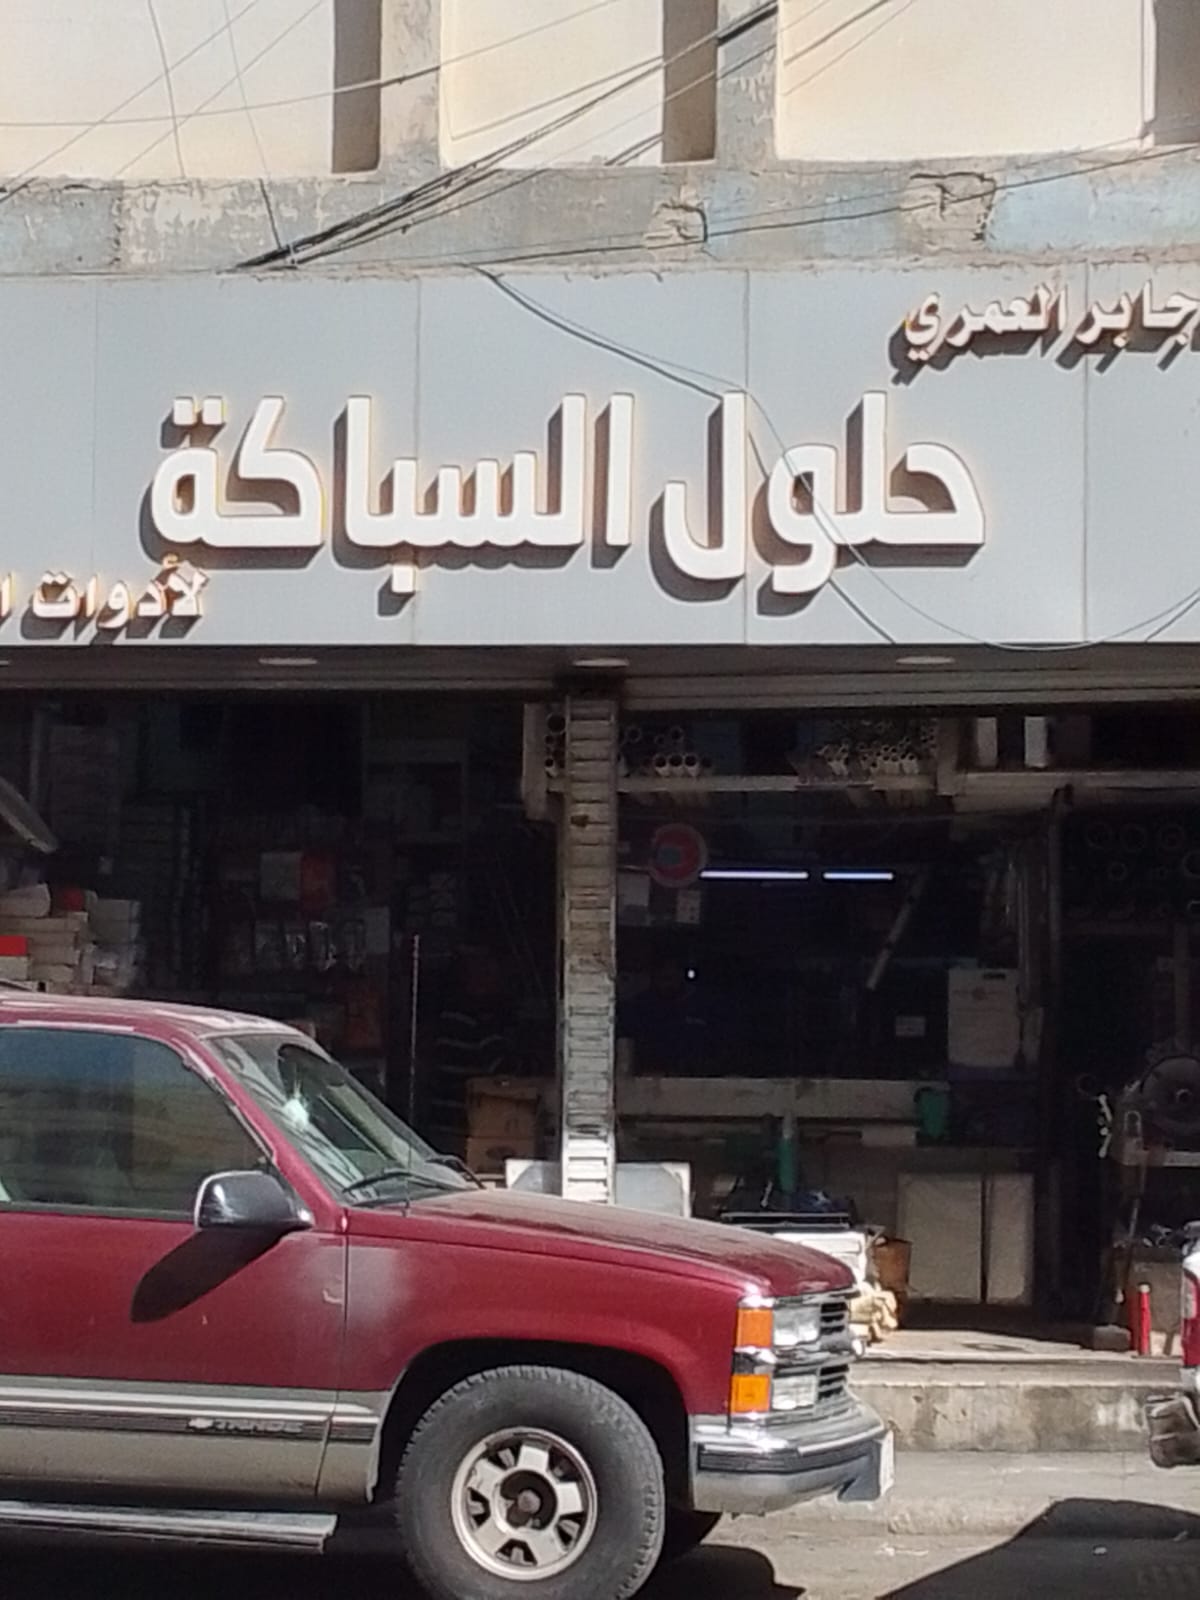 جابر العمري
حلول السباكة
لأدوات ا
TAHOE